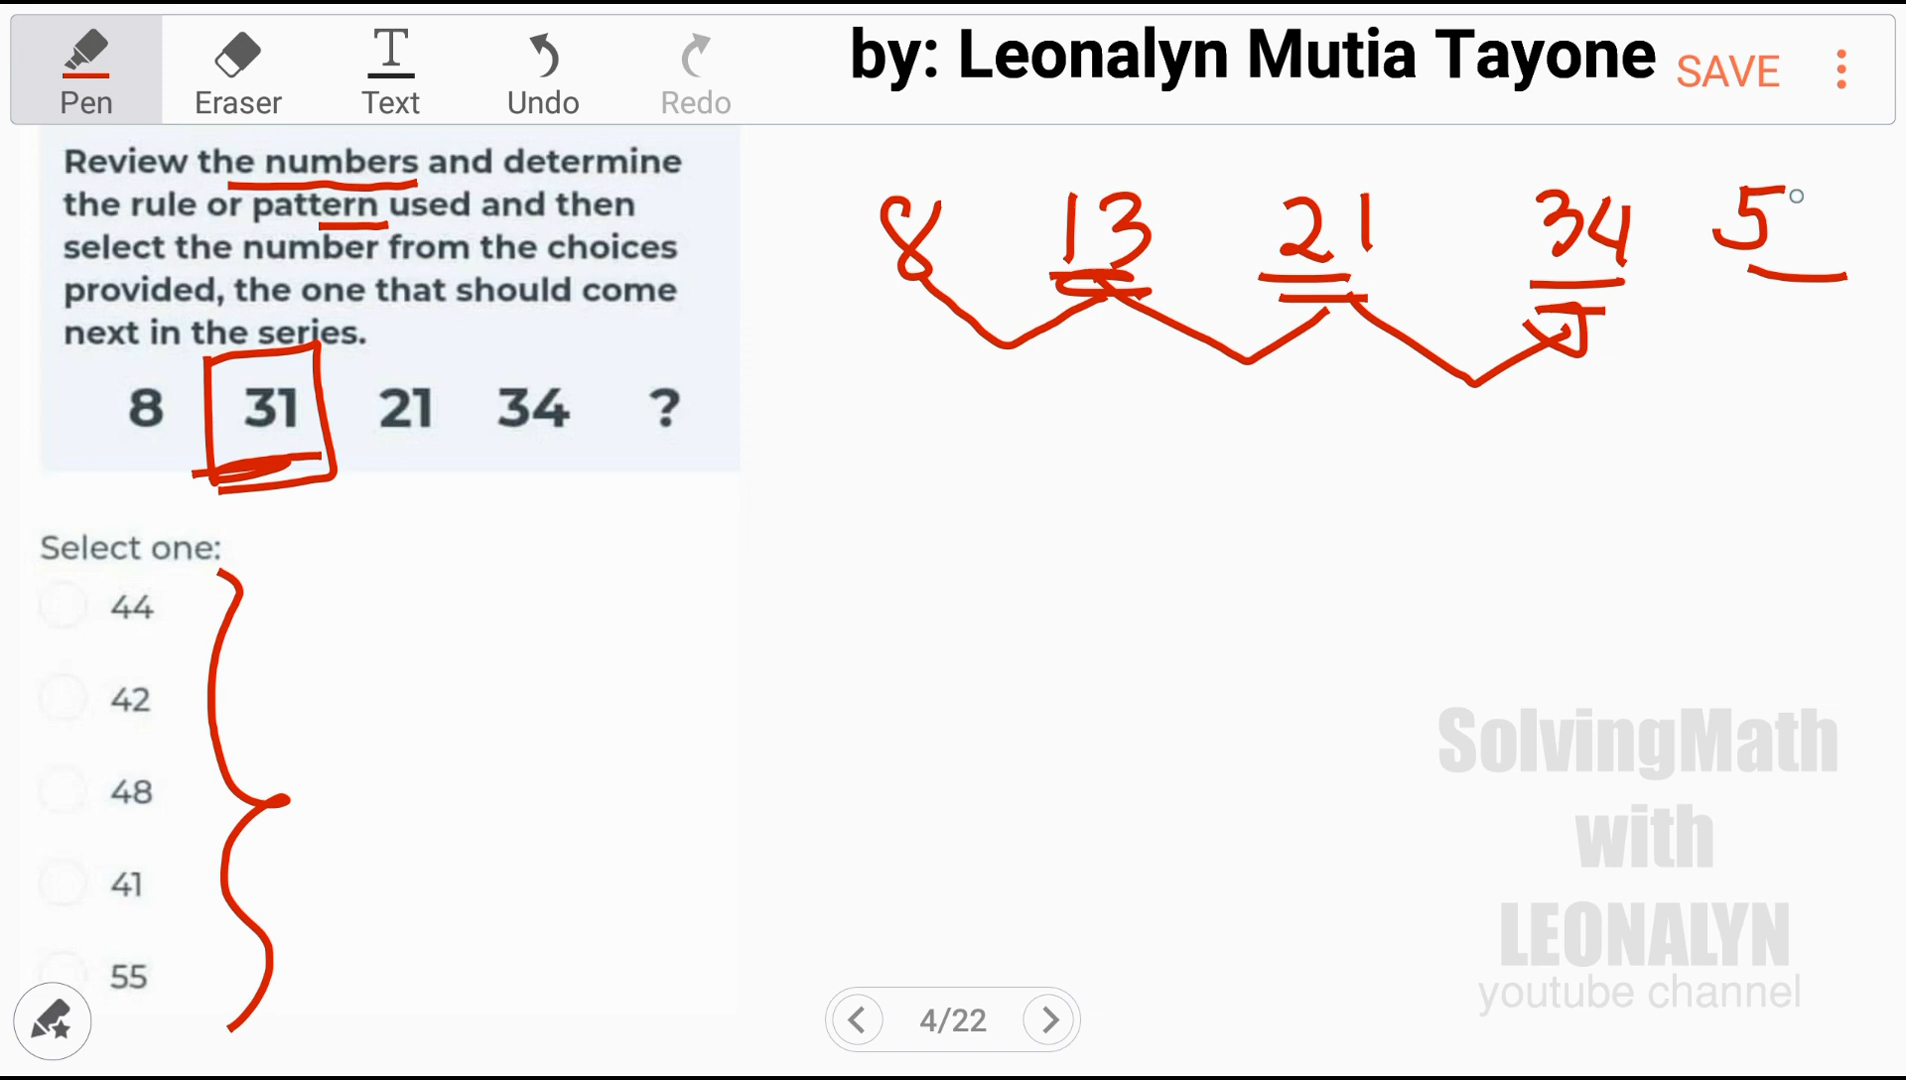 by: Leonalyn Mutia Tayone
SAVE
Pen
Eraser
T
Text
Undo
Redo
Review the numbers and determine
the rule or pattern used and then
select the number from the choices
provided, the one that should come
next in the series.
8 31 21 34 ?
8 13 21 34 5
Select one:
44
42
48
41
55
SolvingMath
with
LEONALYN
youtube channel
4/22